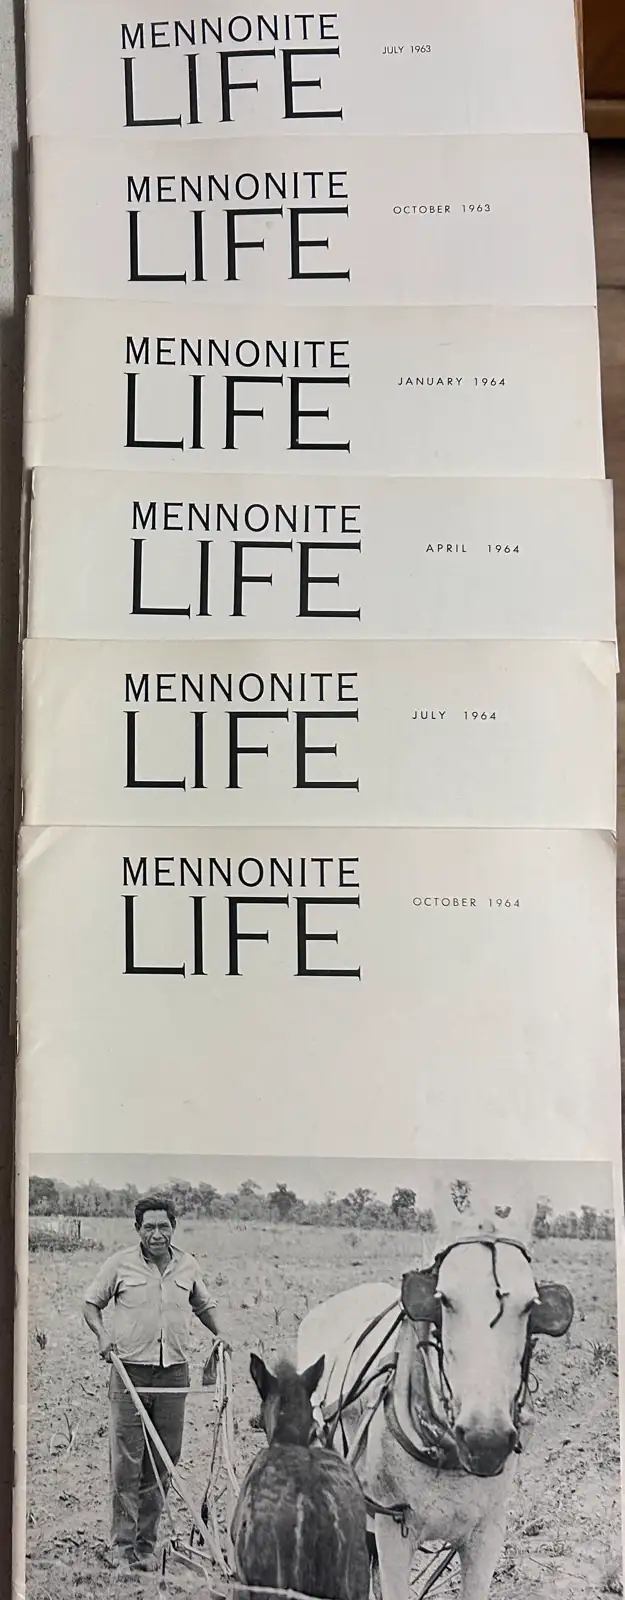 MENNONITE
LIFE
JULY 1963
MENNONITE
LIFE
OCTOBER 1963
MENNONITE
LIFE
JANUARY 1964
MENNONITE
LIFE
APRIL 1964
MENNONITE
LIFE
JULY 1964
MENNONITE
LIFE
OCTOBER 1964